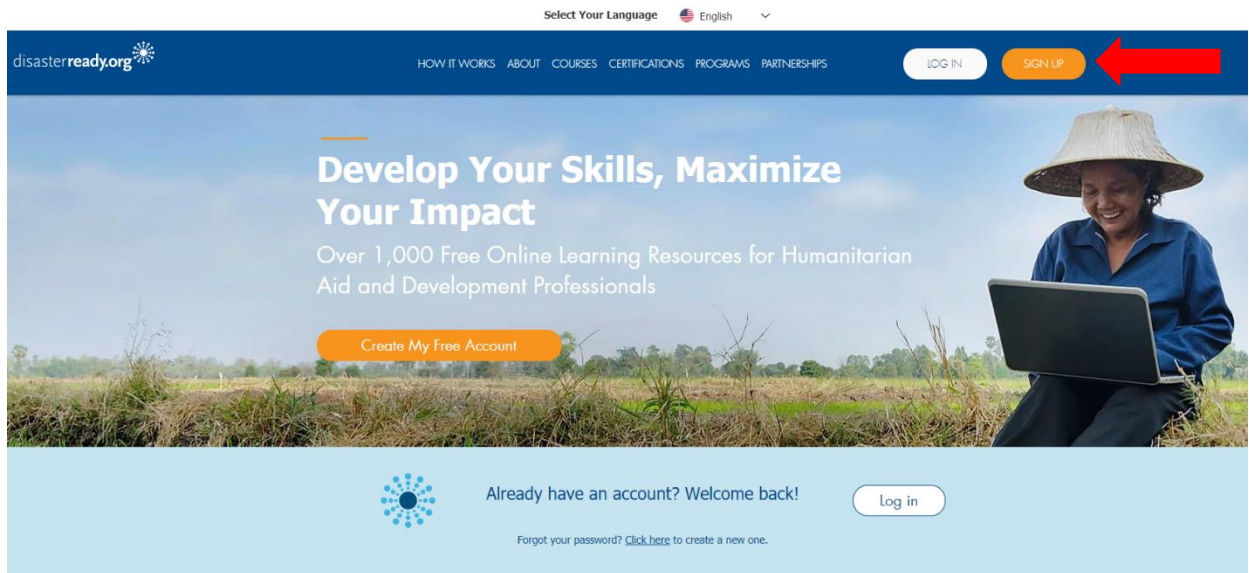 Select Your Language English
disasterready.org
HOW IT WORKS ABOUT COURSES CERTIFICATIONS PROGRAMS PARTNERSHIPS
LOG IN
SIGN UP
Develop Your Skills, Maximize
Your Impact
Over 1,000 Free Online Learning Resources for Humanitarian
Aid and Development Professionals
Create My Free Account
Already have an account? Welcome back!
Log in
Forgot your password? Click here to create a new one.